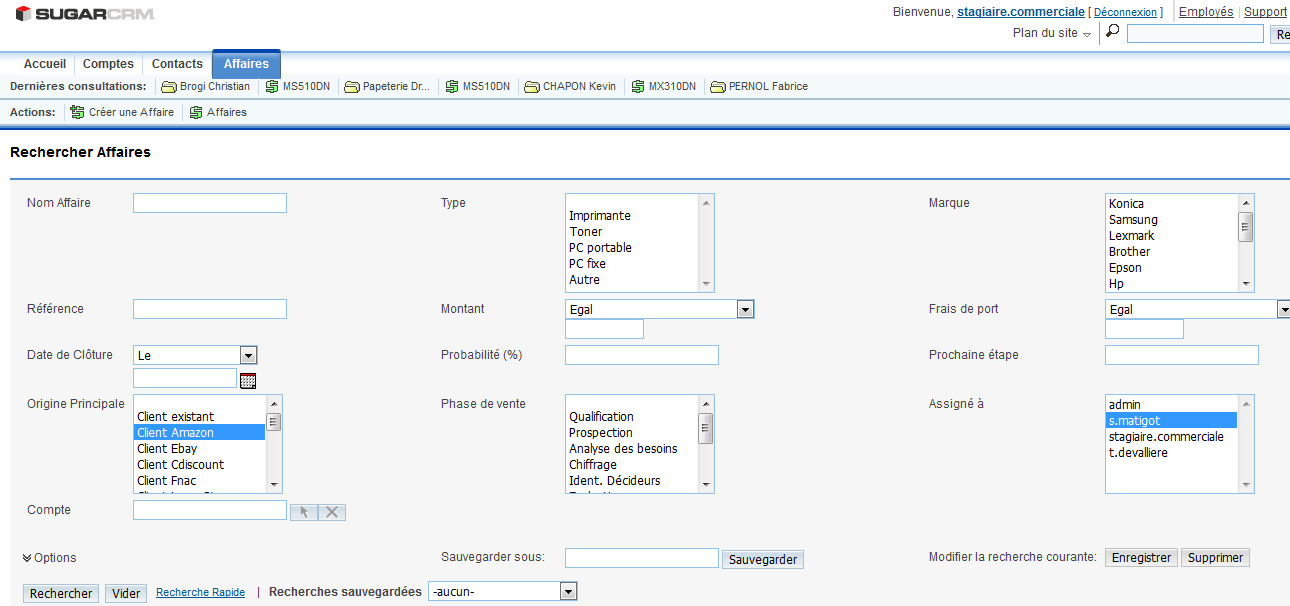 SUGARCRM
Bienvenue, stagiaire.commerciale [ Déconnexion ] Employés Support
Plan du site Re
Accueil Comptes Contacts Affaires
Dernières consultations: Brogi Christian MS510DN Papeterie Dr... MS510DN CHAPON Kevin MX310DN PERNOL Fabrice
Actions: Créer une Affaire Affaires
Rechercher Affaires
Nom Affaire Type Marque
Imprimante
Toner
PC portable
PC fixe
Autre
Konica
Samsung
Lexmark
Brother
Epson
Hp
Référence Montant Egal Frais de port Egal
Date de Clôture Le Probabilité (%) Prochaine étape
Origine Principale Phase de vente Assigné à
Client existant
Client Amazon
Client Ebay
Client Cdiscount
Client Fnac
Qualification
Prospection
Analyse des besoins
Chiffrage
Ident. Décideurs
admin
s.matigot
stagiaire.commerciale
t.devalliere
Compte
Options Sauvegarder sous: Sauvegarder Modifier la recherche courante: Enregistrer Supprimer
Rechercher Vider Recherche Rapide | Recherches sauvegardées -aucun-